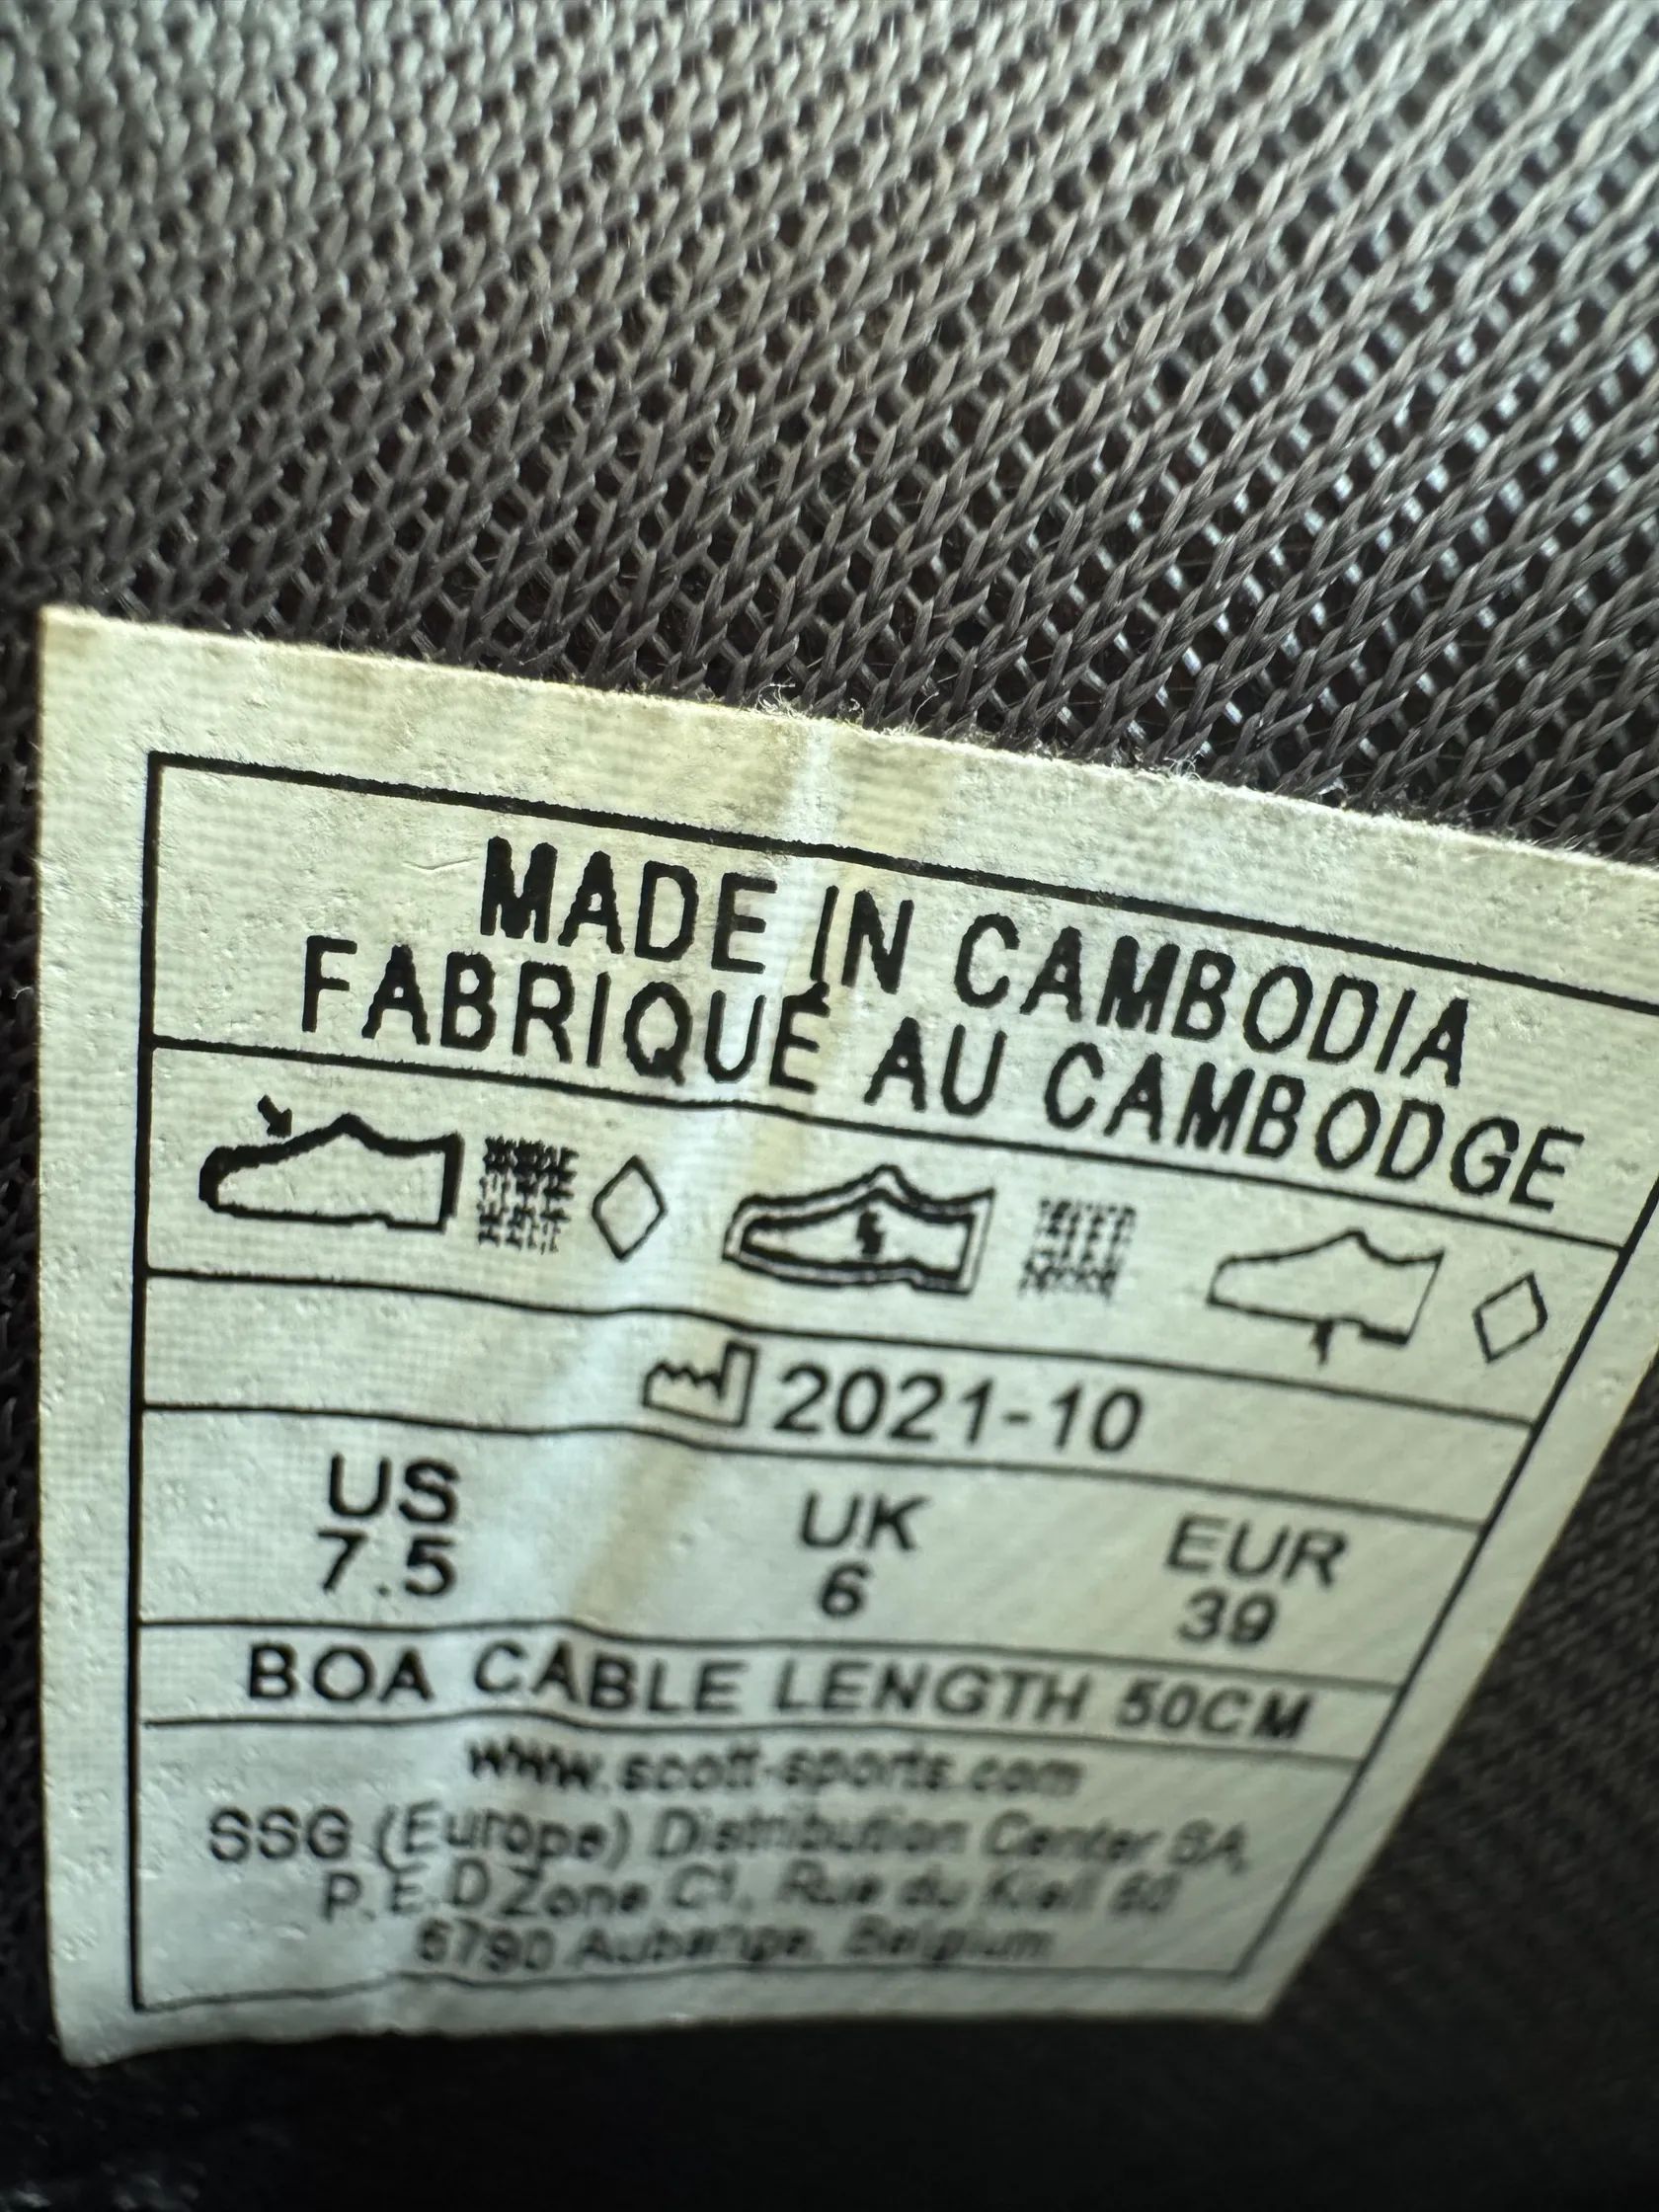 MADE IN CAMBODIA
FABRIQUÉ AU CAMBODGE
2021-10
US UK EUR
7.5 6 39
BOA CABLE LENGTH 50CM
www.scott-sports.com
SSG (Europe) Distribution Center SA,
P.E.D Zone C1, Rue du Kiell 60
6790 Aubange, Belgium